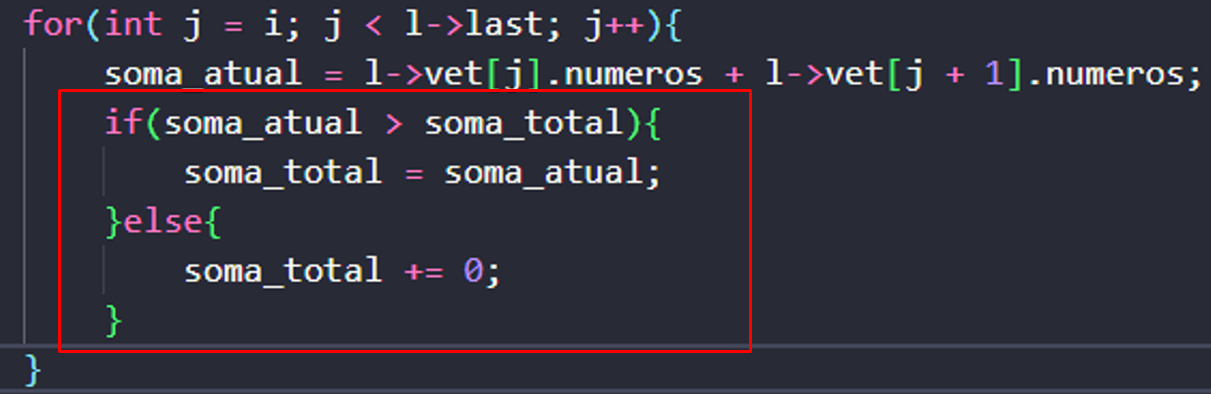 for(int j = i; j < l->last; j++){
soma_atual = l->vet[j].numeros + l->vet[j + 1].numeros;
if(soma_atual > soma_total){
soma_total = soma_atual;
}else{
soma_total += 0;
}
}